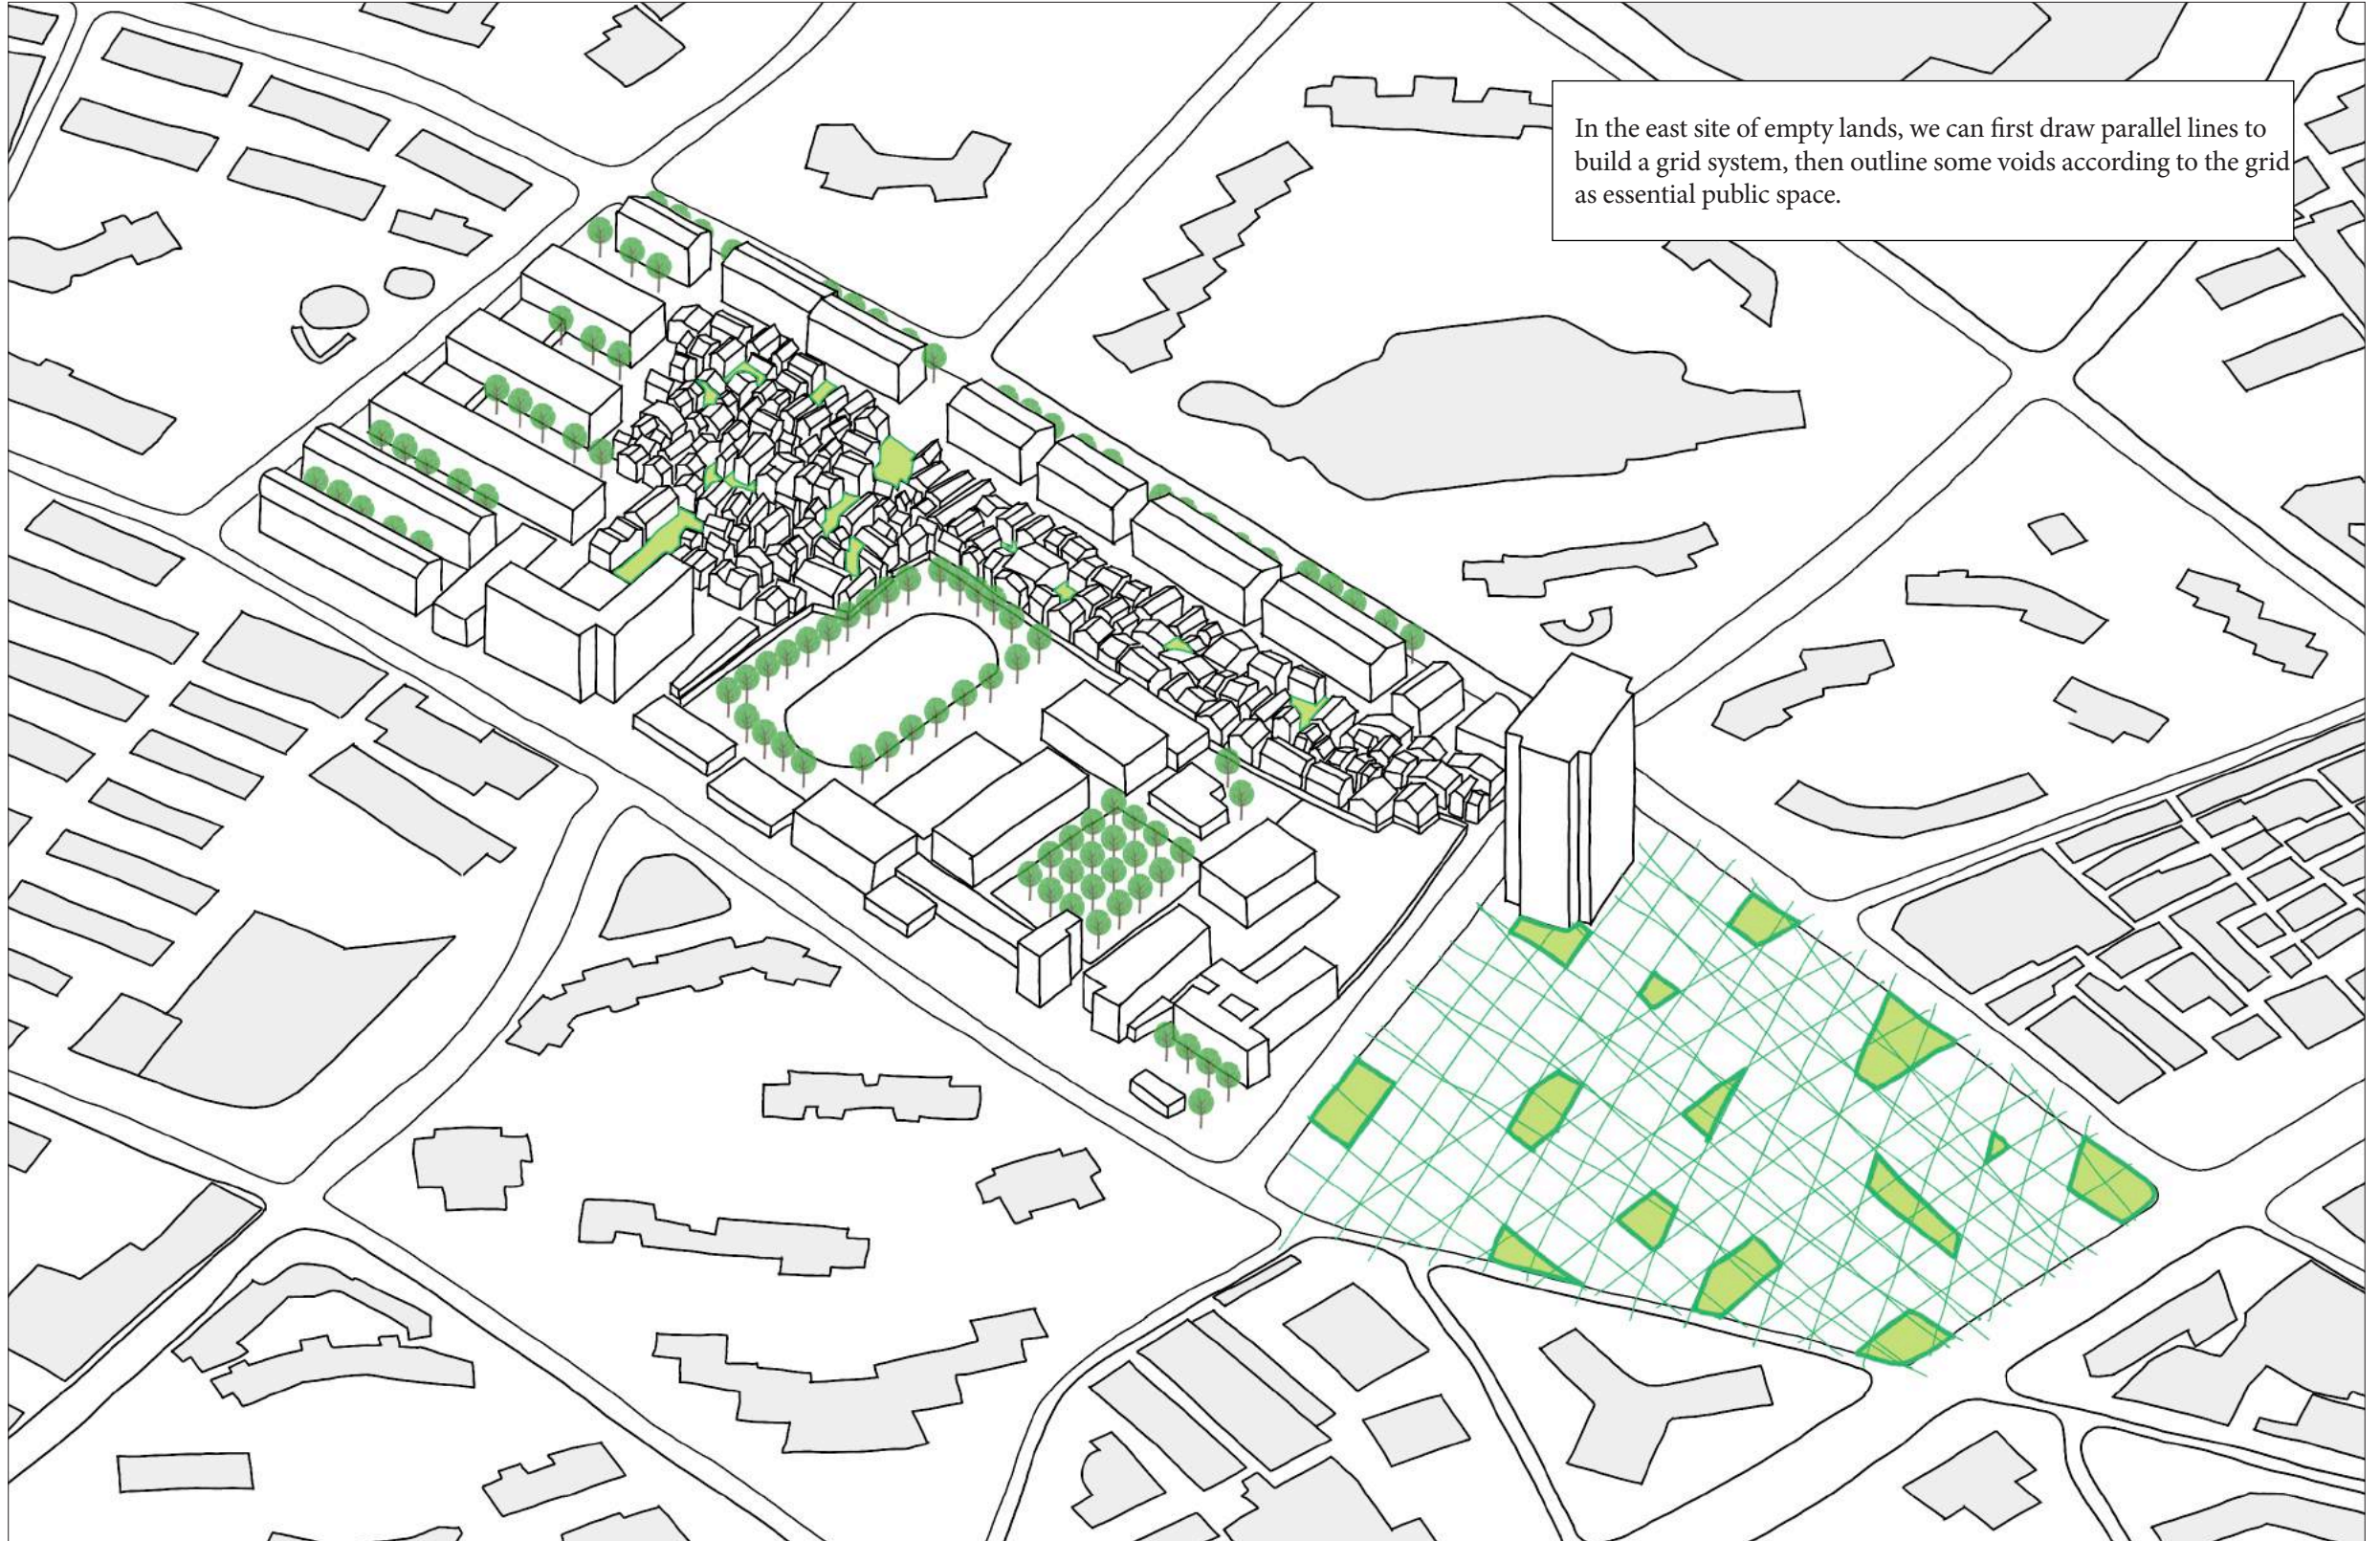 In the east site of empty lands, we can first draw parallel lines to
build a grid system, then outline some voids according to the grid
as essential public space.